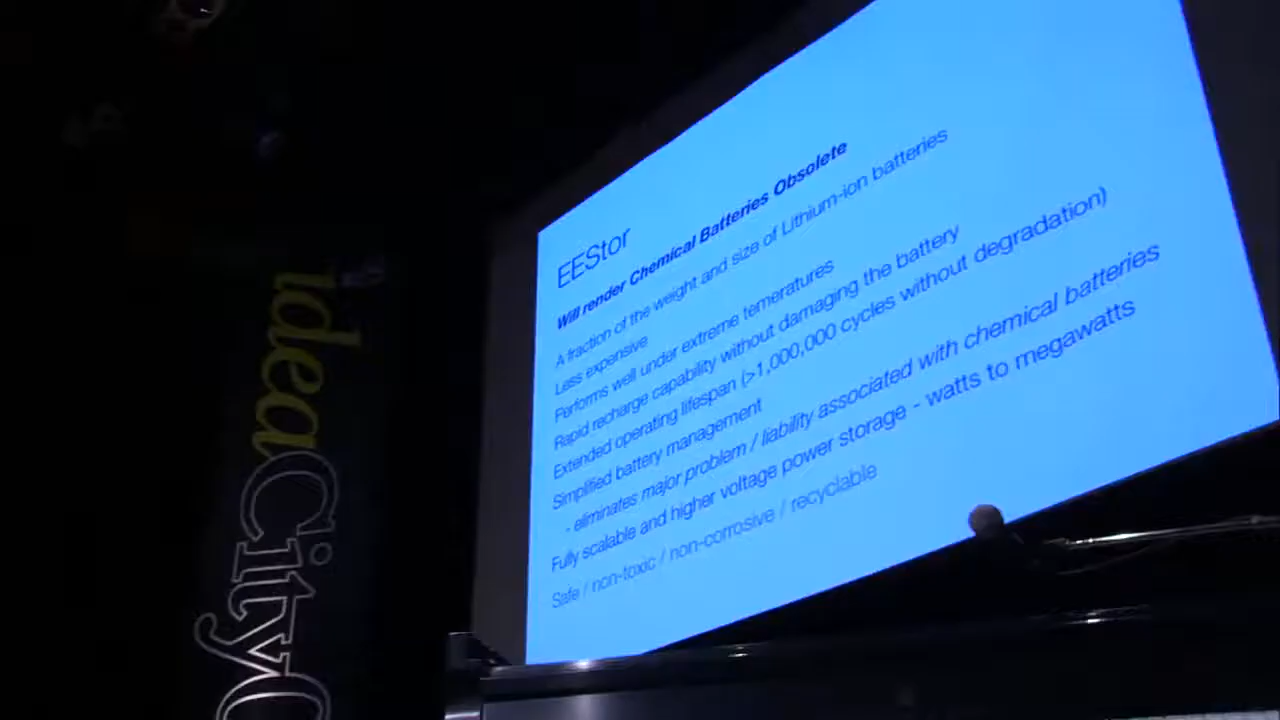 EEStor
Will render Chemical Batteries Obsolete
A fraction of the weight and size of Lithium-ion batteries
Less expensive
Performs well under extreme temeratures
Rapid recharge capability without damaging the battery
Extended operating lifespan (>1,000,000 cycles without degradation)
Simplified battery management
- eliminates major problem / liability associated with chemical batteries
Fully scalable and higher voltage power storage - watts to megawatts
Safe / non-toxic / non-corrosive / recyclable
ideaCity